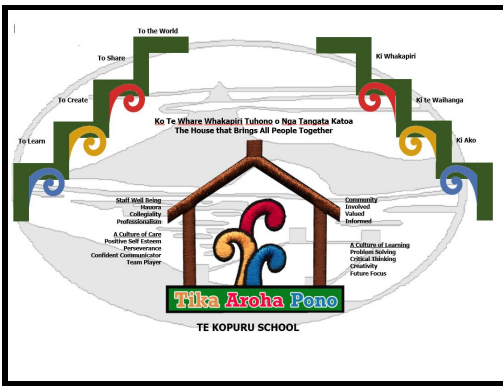 To the World
To Share
To Create
To Learn
Ki Whakapiri
Ki te Waihanga
Ki Ako
Ko Te Whare Whakapiri Tuhono o Nga Tangata Katoa
The House that Brings All People Together
Staff Well Being
Hauora
Collegiality
Professionalism
A Culture of Care
Positive Self Esteem
Perseverance
Confident Communicator
Team Player
Community
Involved
Valued
Informed
A Culture of Learning
Problem Solving
Critical Thinking
Creativity
Future Focus
Tika Aroha Pono
TE KOPURU SCHOOL